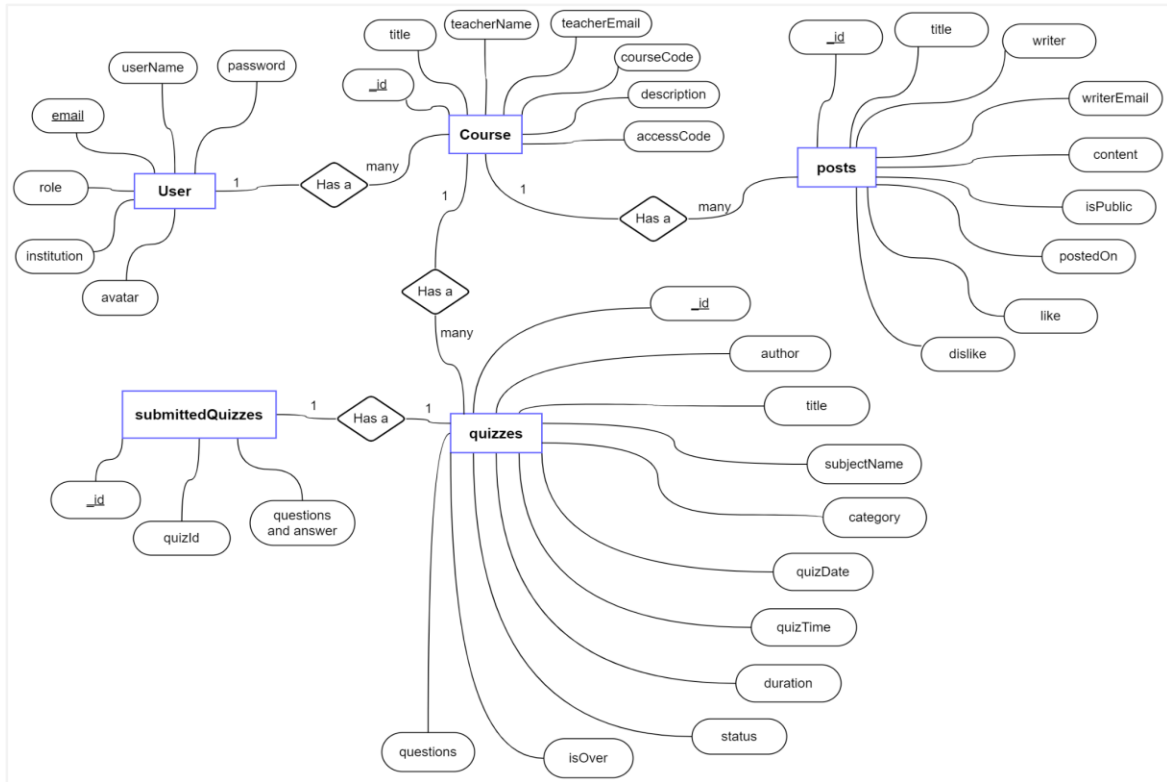 teacherName
teacherEmail
title
courseCode
_id
description
accessCode
Course
userName
password
email
role
User
institution
avatar
1
Has a
many
_id
title
writer
writerEmail
content
isPublic
postedOn
like
dislike
posts
1
Has a
many
1
Has a
many
_id
author
title
subjectName
category
quizDate
quizTime
duration
status
isOver
questions
quizzes
1
Has a
1
submittedQuizzes
_id
quizId
questions
and answer